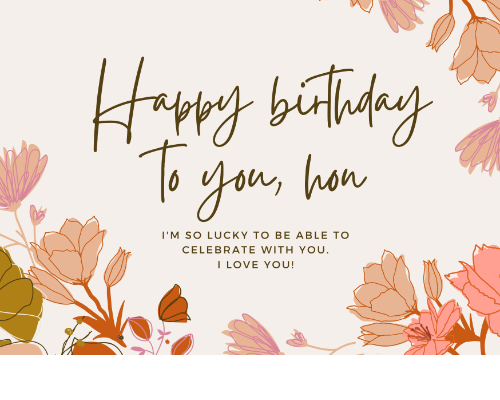 Happy birthday
to you, hon
I'M SO LUCKY TO BE ABLE TO
CELEBRATE WITH YOU.
I LOVE YOU!